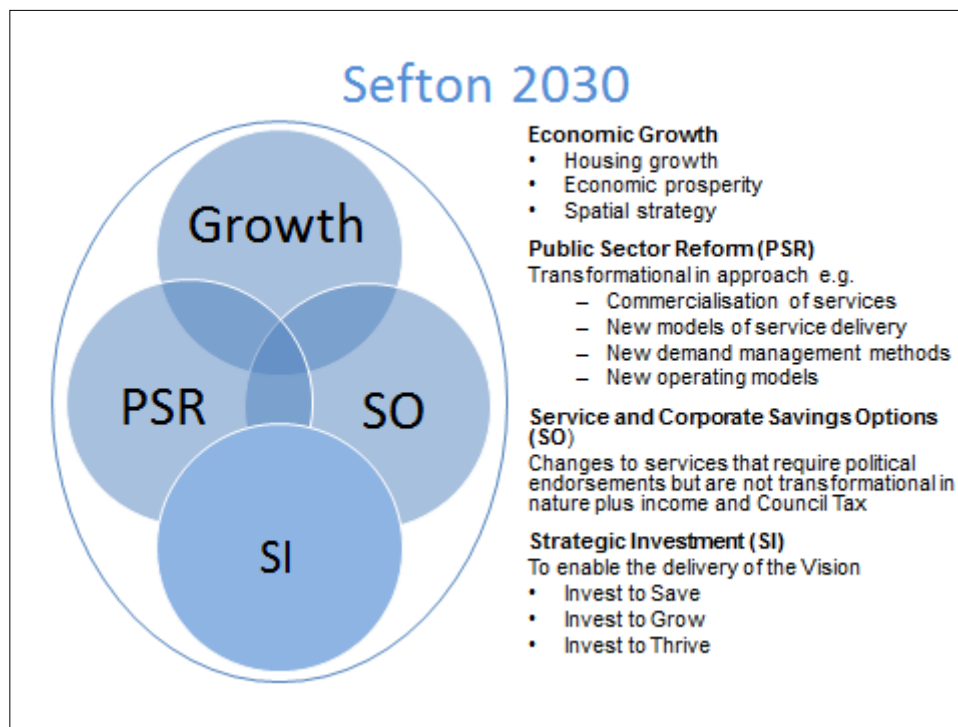 Sefton 2030
Growth
PSR
SO
SI
Economic Growth
• Housing growth
• Economic prosperity
• Spatial strategy
Public Sector Reform (PSR)
Transformational in approach e.g.
– Commercialisation of services
– New models of service delivery
– New demand management methods
– New operating models
Service and Corporate Savings Options
(SO)
Changes to services that require political
endorsements but are not transformational in
nature plus income and Council Tax
Strategic Investment (SI)
To enable the delivery of the Vision
• Invest to Save
• Invest to Grow
• Invest to Thrive